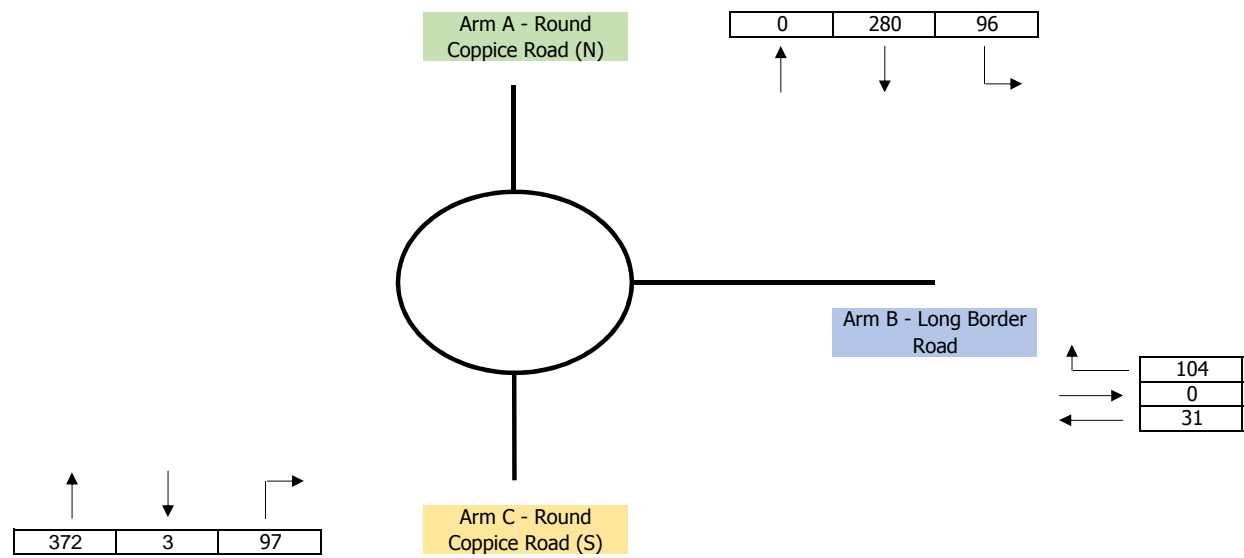 Arm A - Round
Coppice Road (N)
0 280 96
Arm B - Long Border
Road
104
0
31
Arm C - Round
Coppice Road (S)
372 3 97